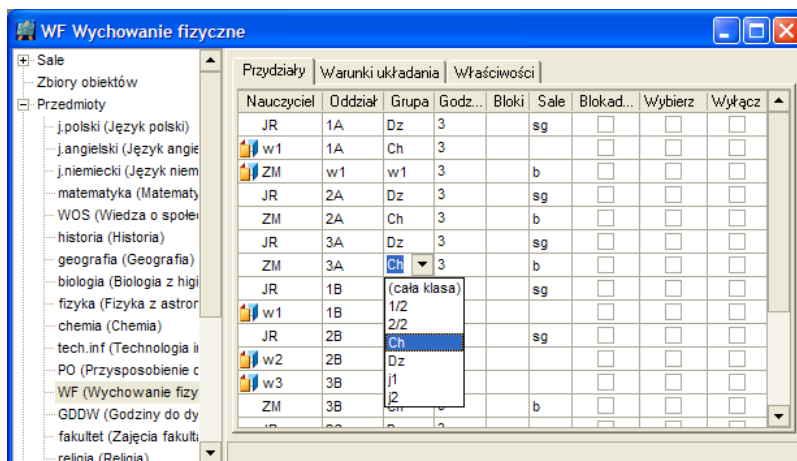 WF Wychowanie fizyczne
Sale
Zbiory obiektów
Przedmioty
j.polski (Język polski)
j.angielski (Język angie
j.niemiecki (Język niem
matematyka (Matematy
WOS (Wiedza o społe
historia (Historia)
geografia (Geografia)
biologia (Biologia z higi
fizyka (Fizyka z astror
chemia (Chemia)
tech.inf (Technologia i
PO (Przysposobienie c
WF (Wychowanie fizy
GDDW (Godziny do dy
fakultet (Zajęcia fakult
religia (Religia)
Przydziały Warunki układania Właściwości
Nauczyciel Oddział Grupa Godz... Bloki Sale Blokad... Wybierz Wyłącz
JR 1A Dz 3 sg
w1 1A Ch 3
ZM w1 w1 3 b
JR 2A Dz 3 sg
ZM 2A Ch 3 b
JR 3A Dz 3 sg
ZM 3A Ch 3 b
JR 1B sg
w1 1B
JR 2B sg
w2 2B
w3 3B
ZM 3B b
(cała klasa)
1/2
2/2
Ch
Dz
j1
j2